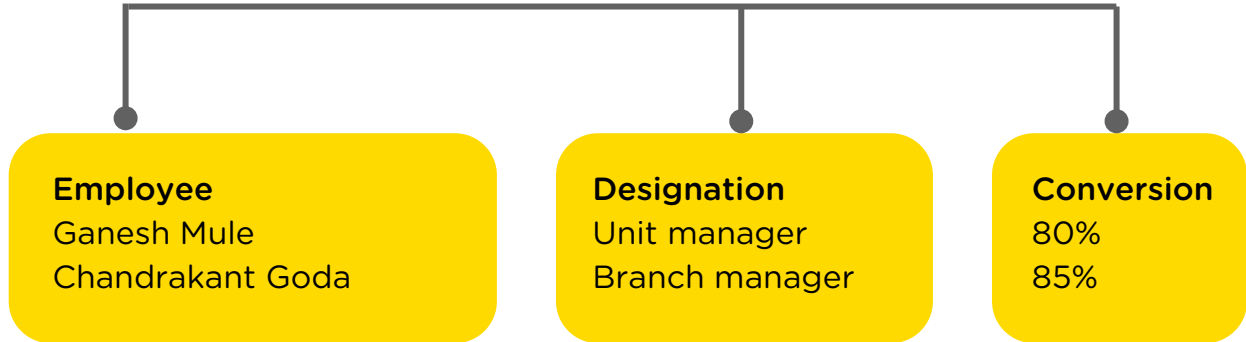 Employee
Ganesh Mule
Chandrakant Goda
Designation
Unit manager
Branch manager
Conversion
80%
85%